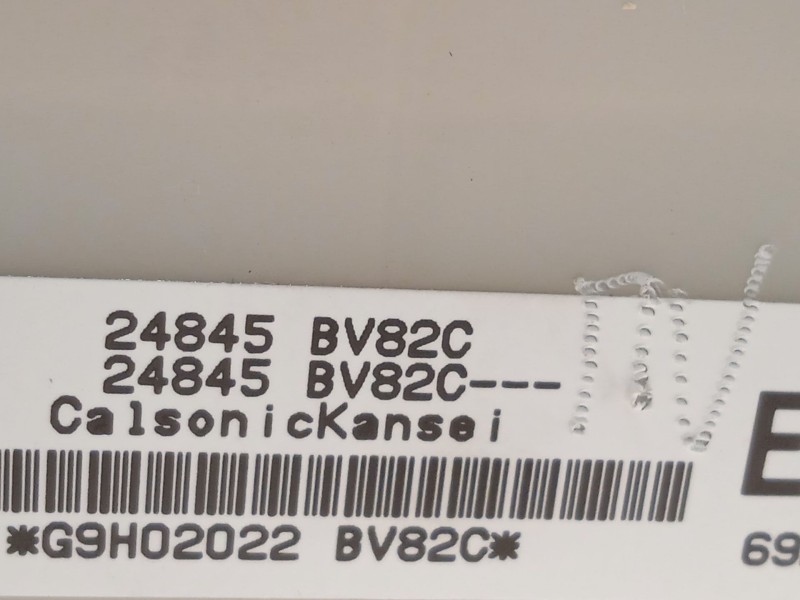 24845 BV82C
24845 BV82C---
CalsonicKansei
*G9H02022 BV82C*
E
69